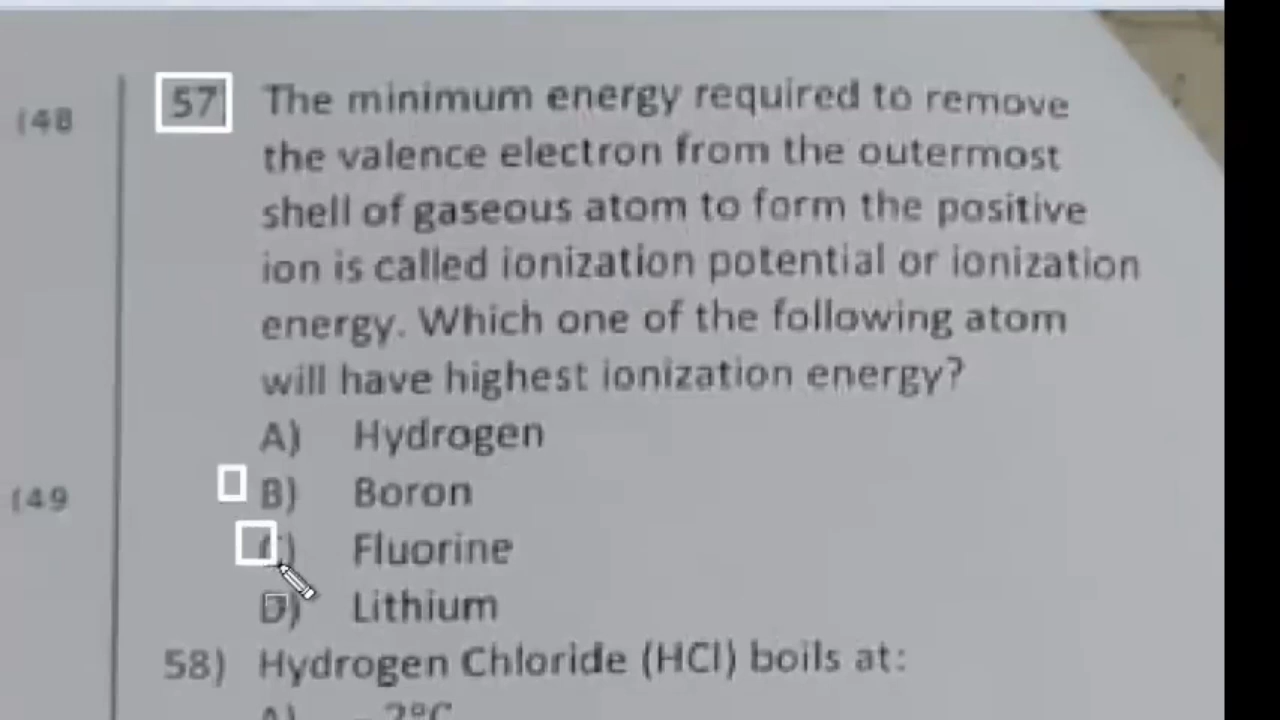 (48
57 The minimum energy required to remove
the valence electron from the outermost
shell of gaseous atom to form the positive
ion is called ionization potential or ionization
energy. Which one of the following atom
will have highest ionization energy?
A) Hydrogen
(49
B) Boron
C) Fluorine
D) Lithium
58) Hydrogen Chloride (HCl) boils at:
A) – 2°C